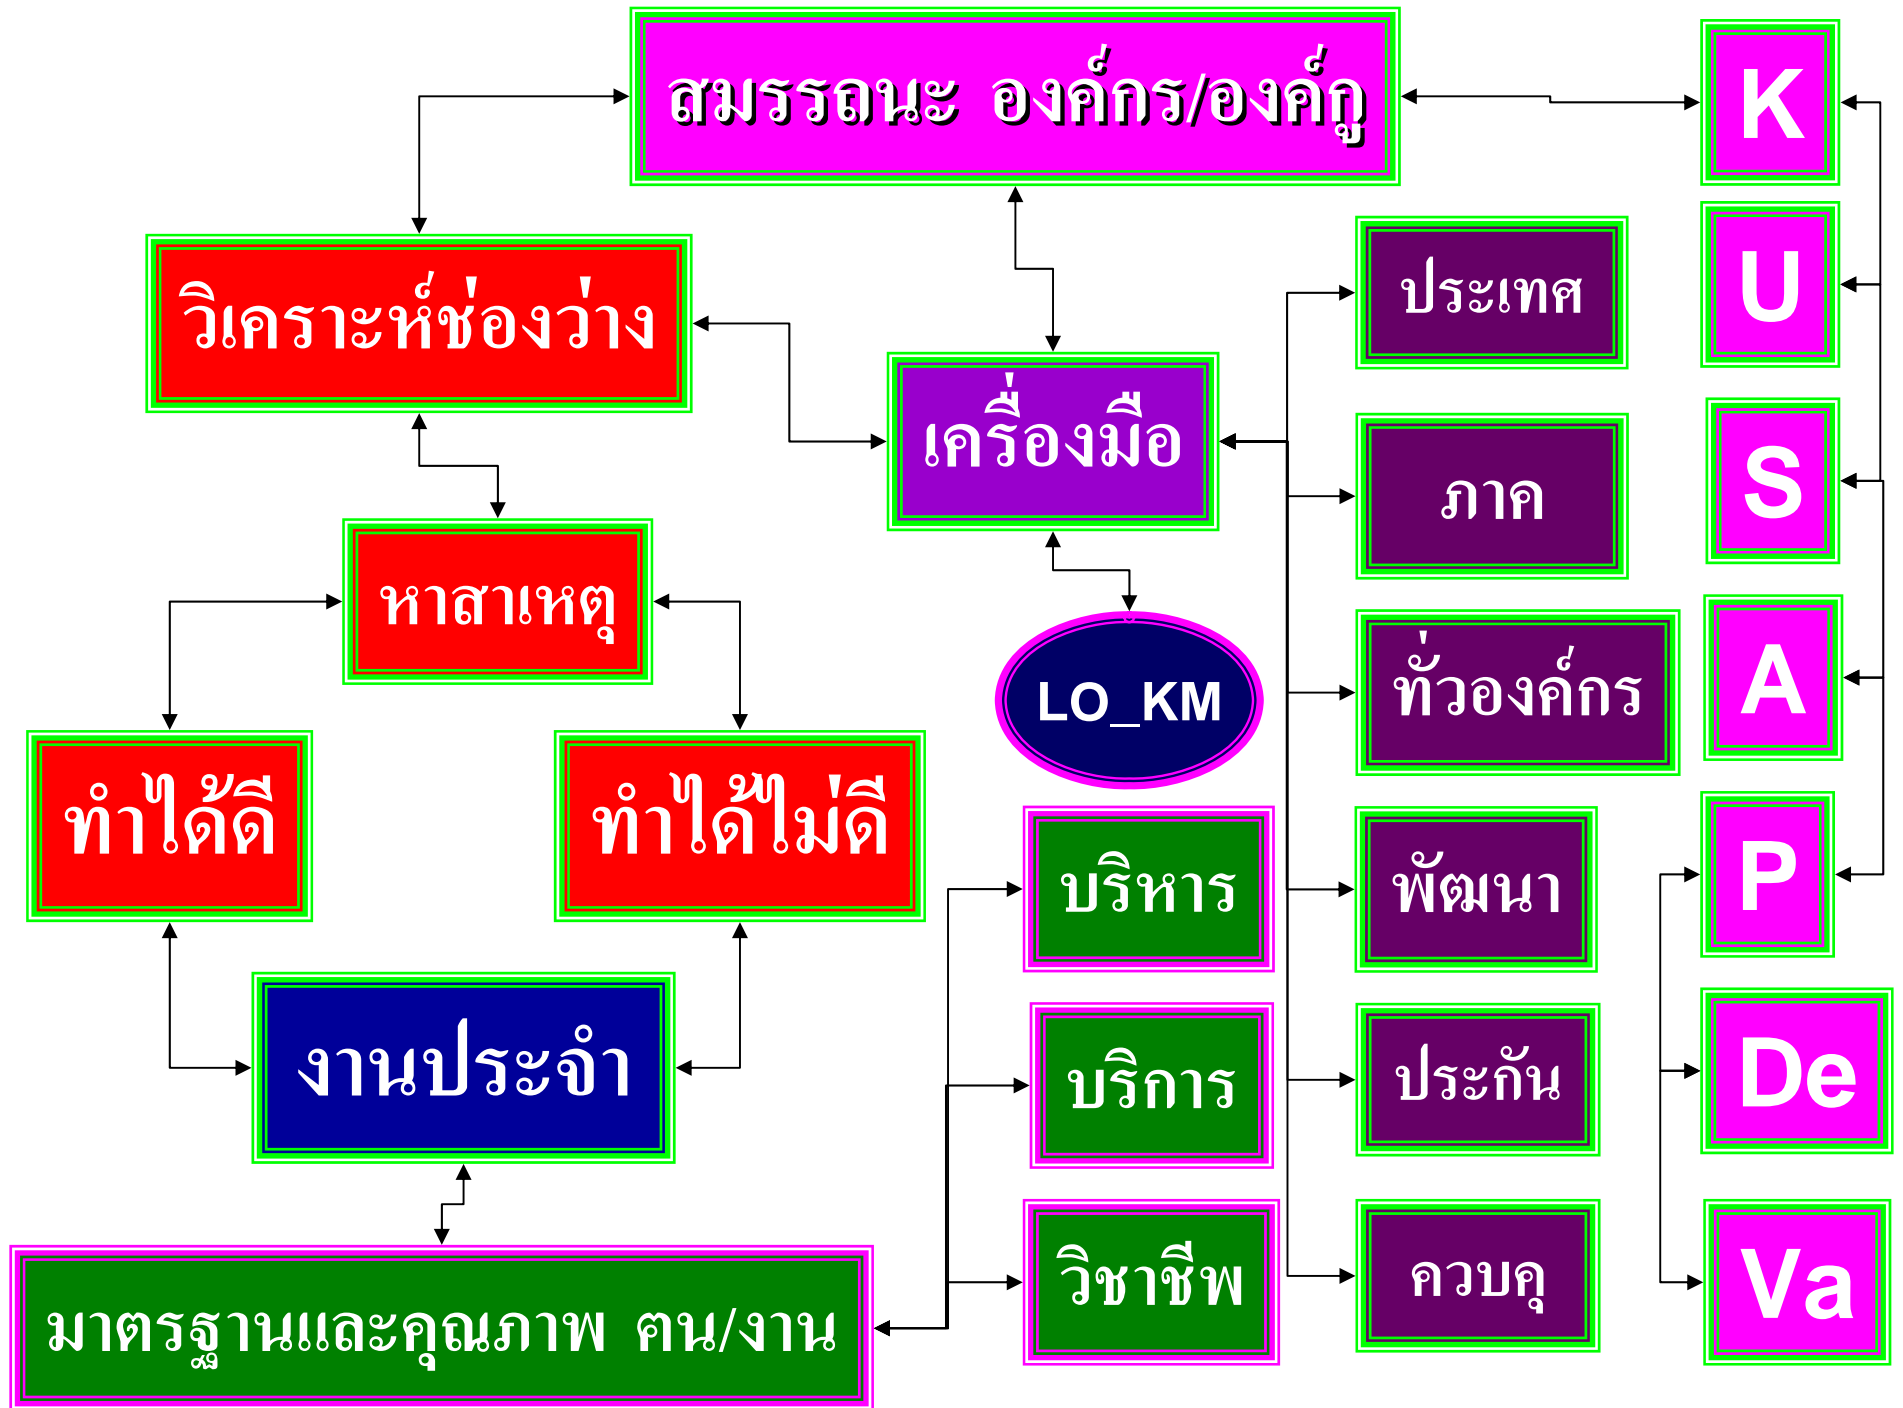 สมรรถนะ องค์กร/องค์กู
K
วิเคราะห์ช่องว่าง
ประเทศ
U
เครื่องมือ
ภาค
S
หาสาเหตุ
LO_KM
ทั่วองค์กร
A
ทำได้ดี
ทำได้ไม่ดี
บริหาร
พัฒนา
P
งานประจำ
บริการ
ประกัน
De
มาตรฐานและคุณภาพ คน/งาน
วิชาชีพ
ควบคุ
Va